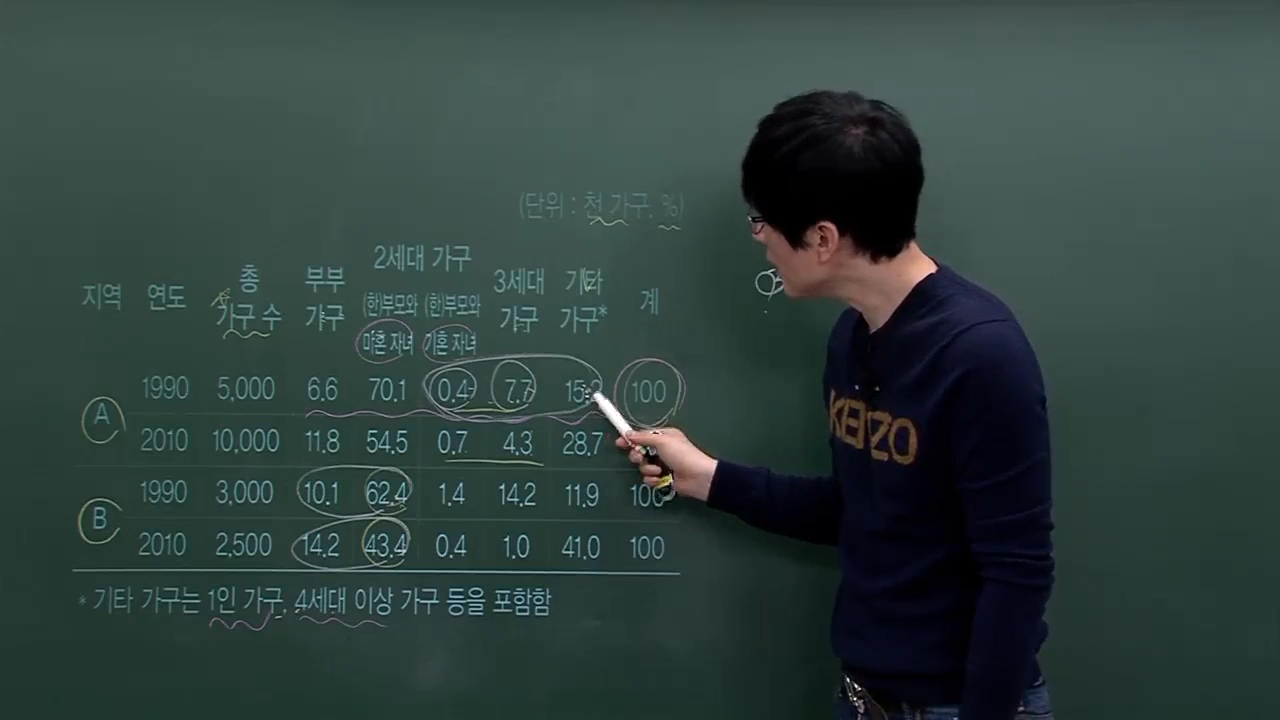 (단위 : 천 가구, %)
지역 연도 총 가구 수 부부 가구 2세대 가구 (한)부모와 미혼 자녀 (한)부모와 기혼 자녀 3세대 가구 기타 가구* 계
A 1990 5,000 6.6 70.1 0.4 7.7 100
2010 10,000 11.8 54.5 0.7 4.3 28.7
B 1990 3,000 10.1 62.4 1.4 14.2 11.9 100
2010 2,500 14.2 43.4 0.4 1.0 41.0 100
* 기타 가구는 1인 가구, 4세대 이상 가구 등을 포함함
KENZO